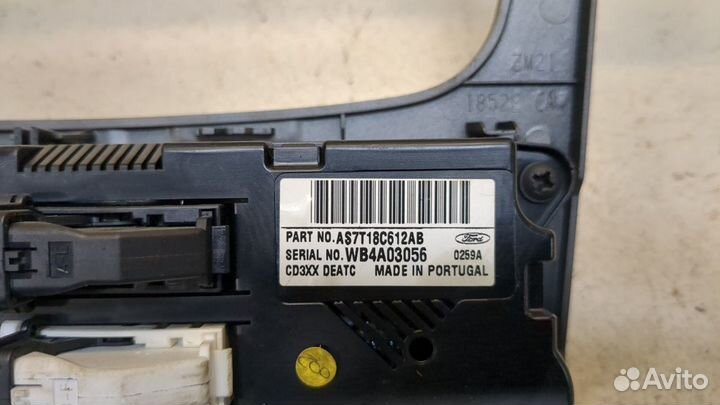 ZM21
18522
PART NO. AS7T18C612AB
Ford
SERIAL NO. WB4A03056
0259A
CD3XX DEATC
MADE IN PORTUGAL
Avito